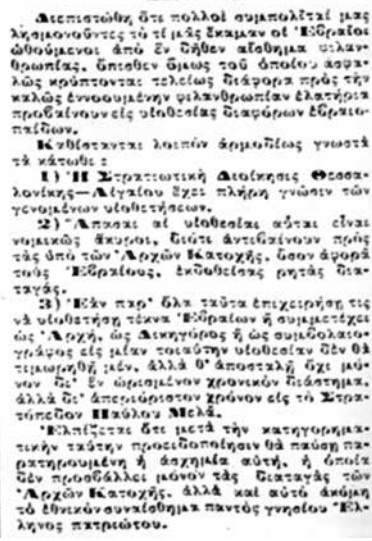 Διεπιστώθη ὅτι πολλοὶ συμπολῖται μας
λησμονοῦντες τὸ τί μᾶς ἔκαμαν οἱ Ἑβραῖοι
ὠθούμενοι ἀπὸ ἓν δῆθεν αἴσθημα φιλαν-
θρωπίας, ὄπισθεν ὅμως τοῦ ὁποίου ἀσφα-
λῶς κρύπτονται τελείως διάφορα πρὸς τὴν
καλῶς ἐννοουμένην φιλανθρωπίαν ἐλατήρια
προβαίνουν εἰς υἱοθεσίας διαφόρων ἑβραιο-
παίδων.
Καθίστανται λοιπὸν ἁρμοδίως γνωστὰ
τὰ κάτωθι :
1) Ἡ Στρατιωτικὴ Διοίκησις Θεσσα-
λονίκης—Αἰγαίου ἔχει πλήρη γνῶσιν τῶν
γενομένων υἱοθετήσεων.
2) Ἅπασαι αἱ υἱοθεσίαι αὗται εἶναι
νομικῶς ἄκυροι, διότι ἀντιβαίνουν πρὸς
τὰς ὑπὸ τῶν Ἀρχῶν Κατοχῆς, ὅσον ἀφορᾷ
τοὺς Ἑβραίους, ἐκδοθείσας ρητὰς δια-
ταγάς.
3) Ἐὰν παρ' ὅλα ταῦτα ἐπιχειρήσῃ τις
νὰ υἱοθετήσῃ τέκνα Ἑβραίων ἢ συμμετέχει
ὡς Ἀρχή, ὡς Δικηγόρος ἢ ὡς συμβολαιο-
γράφος εἰς μίαν τοιαύτην υἱοθεσίαν δὲν θὰ
τιμωρηθῇ μέν, ἀλλὰ θ' ἀποσταλῇ ὄχι μό-
νον δι' ἓν ὡρισμένον χρονικὸν διάστημα,
ἀλλὰ δι' ἀπεριόριστον χρόνον εἰς τὸ Στρα-
τόπεδον Παύλου Μελᾶ.
Ἐλπίζεται ὅτι μετὰ τὴν κατηγορημα-
τικὴν ταύτην προειδοποίησιν θὰ παύσῃ πα-
ρατηρουμένη ἡ ἀσχημία αὐτή, ἡ ὁποία
δὲν προσβάλλει μόνον τὰς διαταγὰς τῶν
Ἀρχῶν Κατοχῆς, ἀλλὰ καὶ αὐτὸ ἀκόμη
τὸ ἐθνικὸν συναίσθημα παντὸς γνησίου Ἕλ-
ληνος πατριώτου.